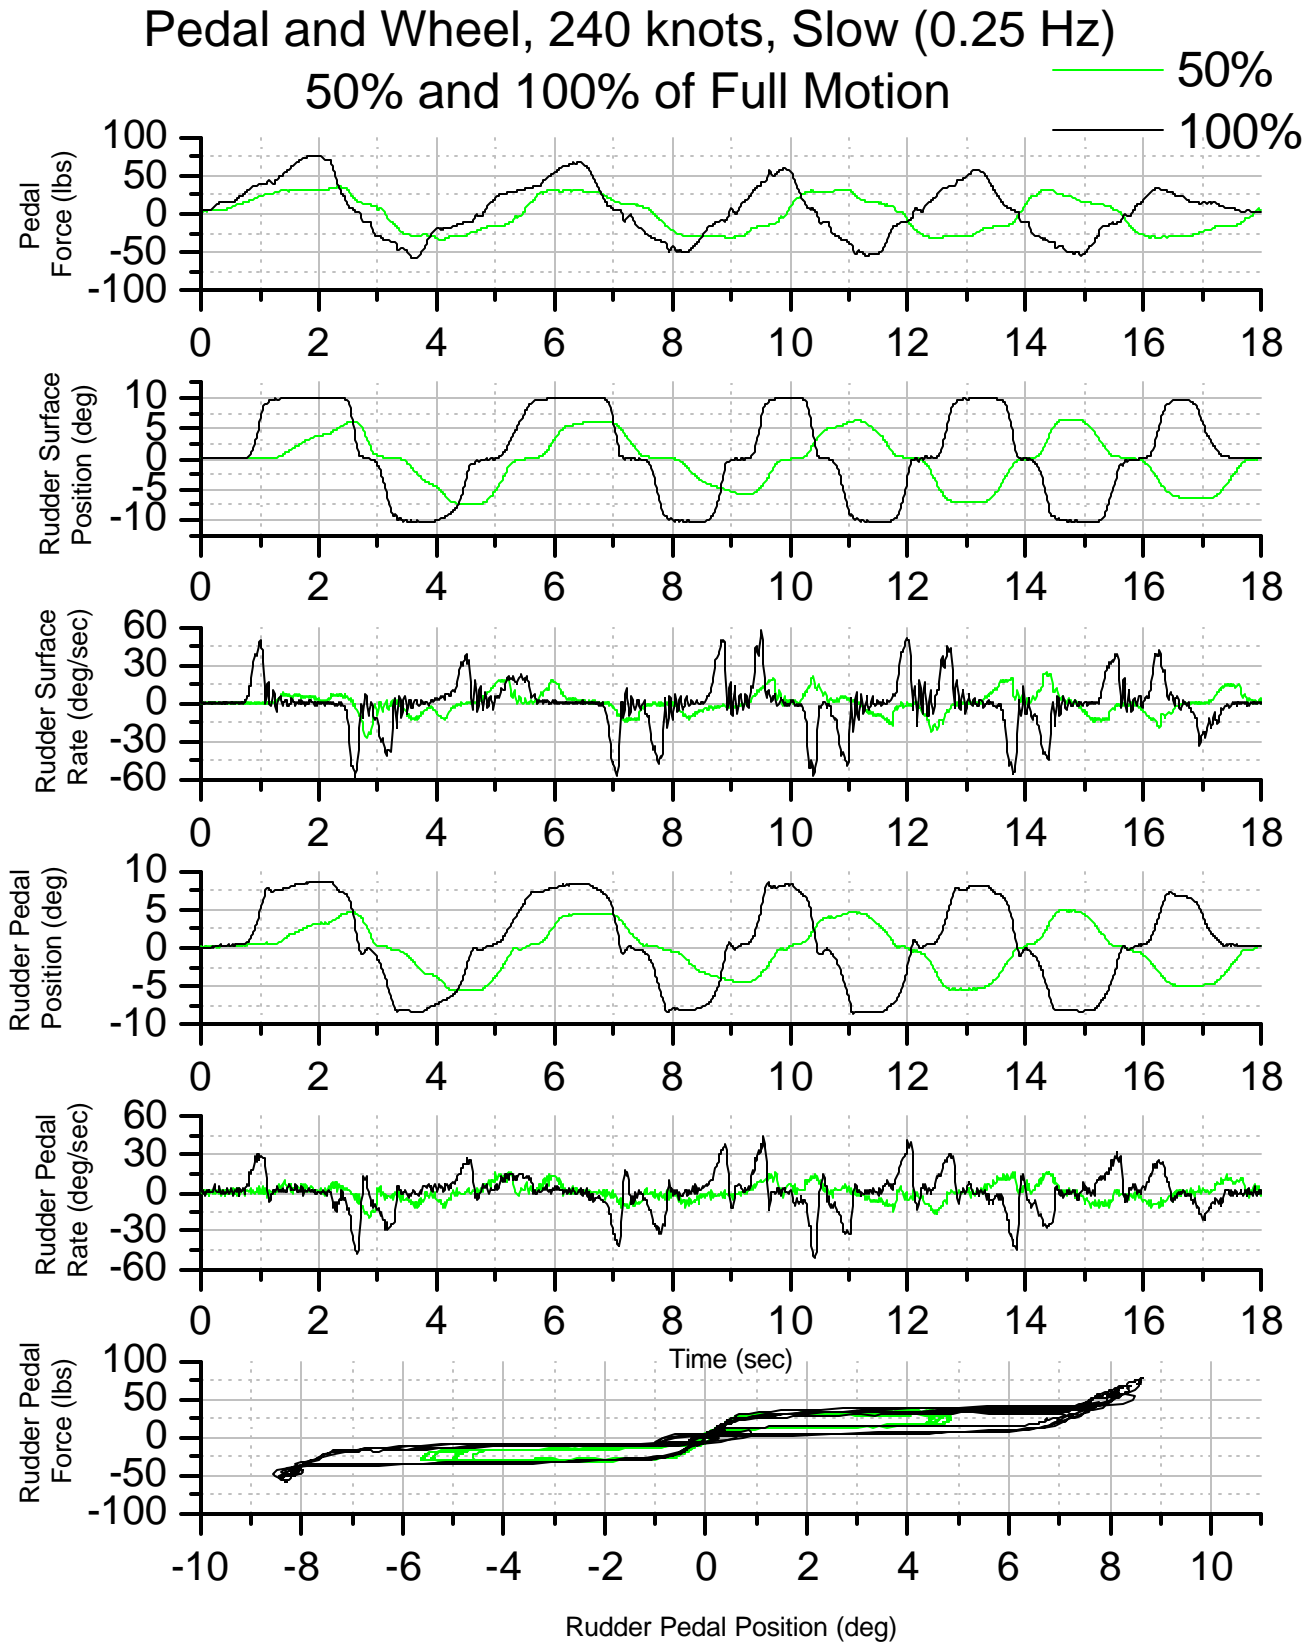 Pedal and Wheel, 240 knots, Slow (0.25 Hz)
50% and 100% of Full Motion
50%
100%
Pedal
Force (lbs)
100
50
0
-50
-100
0 2 4 6 8 10 12 14 16 18
Rudder Surface
Position (deg)
10
5
0
-5
-10
0 2 4 6 8 10 12 14 16 18
Rudder Surface
Rate (deg/sec)
60
30
0
-30
-60
0 2 4 6 8 10 12 14 16 18
Rudder Pedal
Position (deg)
10
5
0
-5
-10
0 2 4 6 8 10 12 14 16 18
Rudder Pedal
Rate (deg/sec)
60
30
0
-30
-60
0 2 4 6 8 10 12 14 16 18
Time (sec)
Rudder Pedal
Force (lbs)
100
50
0
-50
-100
-10 -8 -6 -4 -2 0 2 4 6 8 10
Rudder Pedal Position (deg)